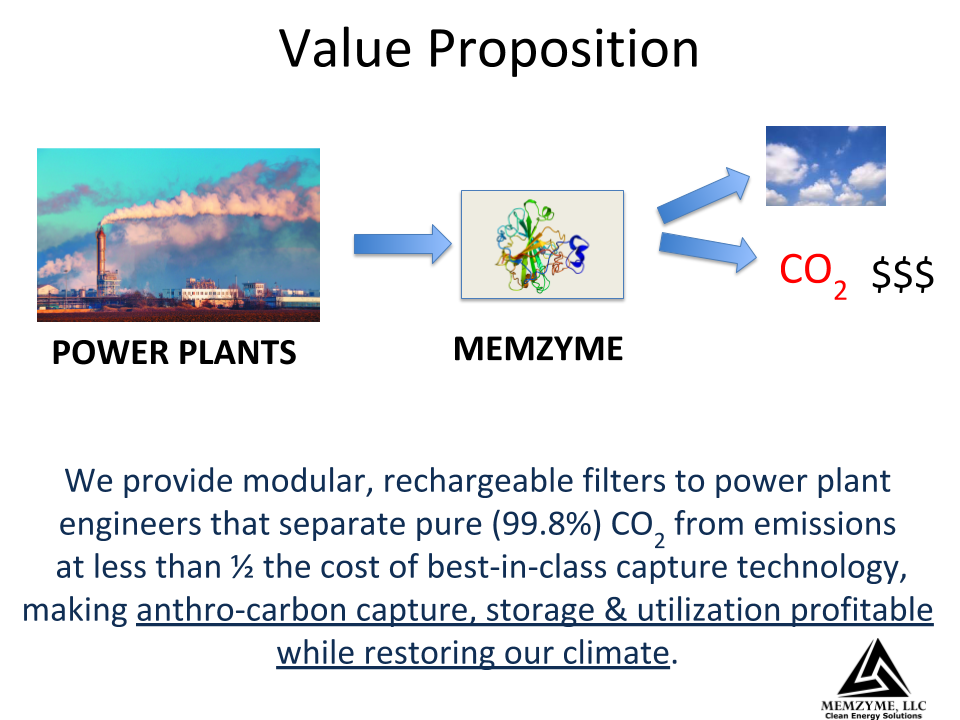 Value Proposition
CO₂ $$$
POWER PLANTS
MEMZYME
We provide modular, rechargeable filters to power plant
engineers that separate pure (99.8%) CO₂ from emissions
at less than ½ the cost of best-in-class capture technology,
making anthro-carbon capture, storage & utilization profitable
while restoring our climate.
MEMZYME, LLC
Clean Energy Solutions